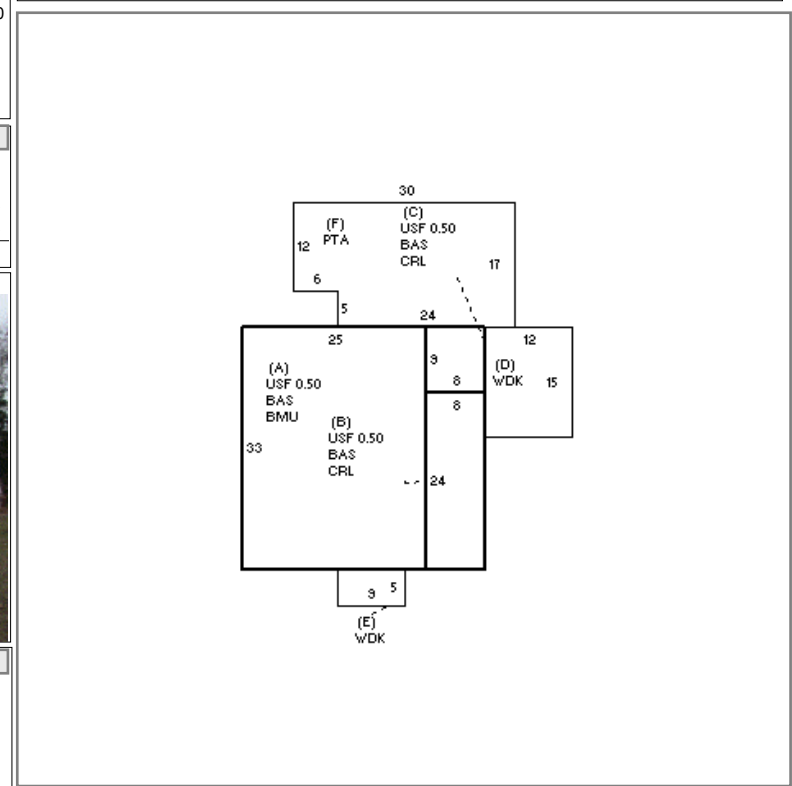 30
(F)
PTA
(C)
USF 0.50
BAS
CRL
12
17
6
5
24
25
12
9
(D)
WDK
15
8
(A)
USF 0.50
BAS
BMU
8
(B)
USF 0.50
BAS
CRL
33
24
5
9
(E)
WDK